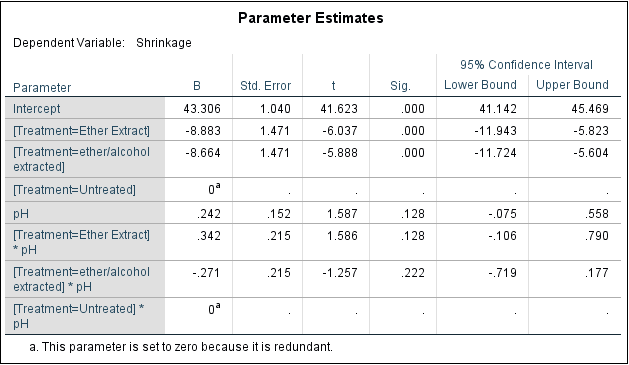 Parameter Estimates
Dependent Variable: Shrinkage
95% Confidence Interval
Parameter B Std. Error t Sig. Lower Bound Upper Bound
Intercept 43.306 1.040 41.623 .000 41.142 45.469
[Treatment=Ether Extract] -8.883 1.471 -6.037 .000 -11.943 -5.823
[Treatment=ether/alcohol
extracted] -8.664 1.471 -5.888 .000 -11.724 -5.604
[Treatment=Untreated] 0a . . . . .
pH .242 .152 1.587 .128 -.075 .558
[Treatment=Ether Extract]
* pH .342 .215 1.586 .128 -.106 .790
[Treatment=ether/alcohol
extracted] * pH -.271 .215 -1.257 .222 -.719 .177
[Treatment=Untreated] *
pH 0a . . . . .
a. This parameter is set to zero because it is redundant.